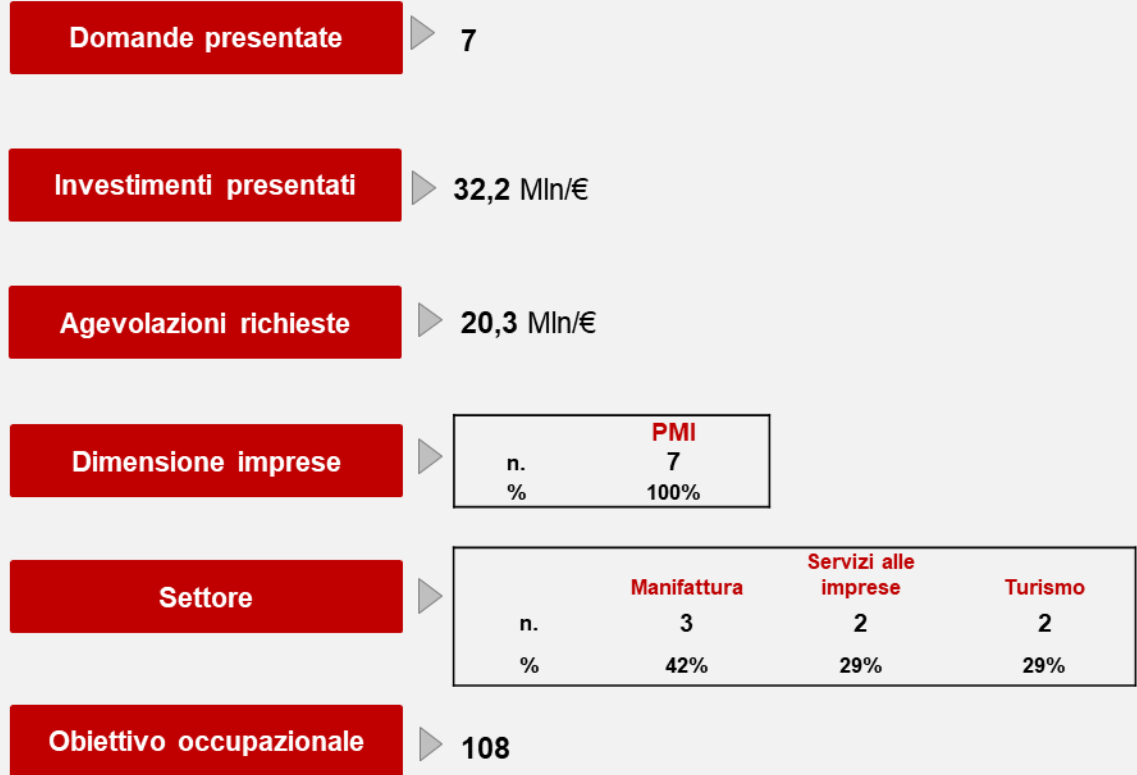 Domande presentate
7
Investimenti presentati
32,2 Mln/€
Agevolazioni richieste
20,3 Mln/€
Dimensione imprese
PMI
n. 7
% 100%
Settore
Manifattura Servizi alle imprese Turismo
n. 3 2 2
% 42% 29% 29%
Obiettivo occupazionale
108